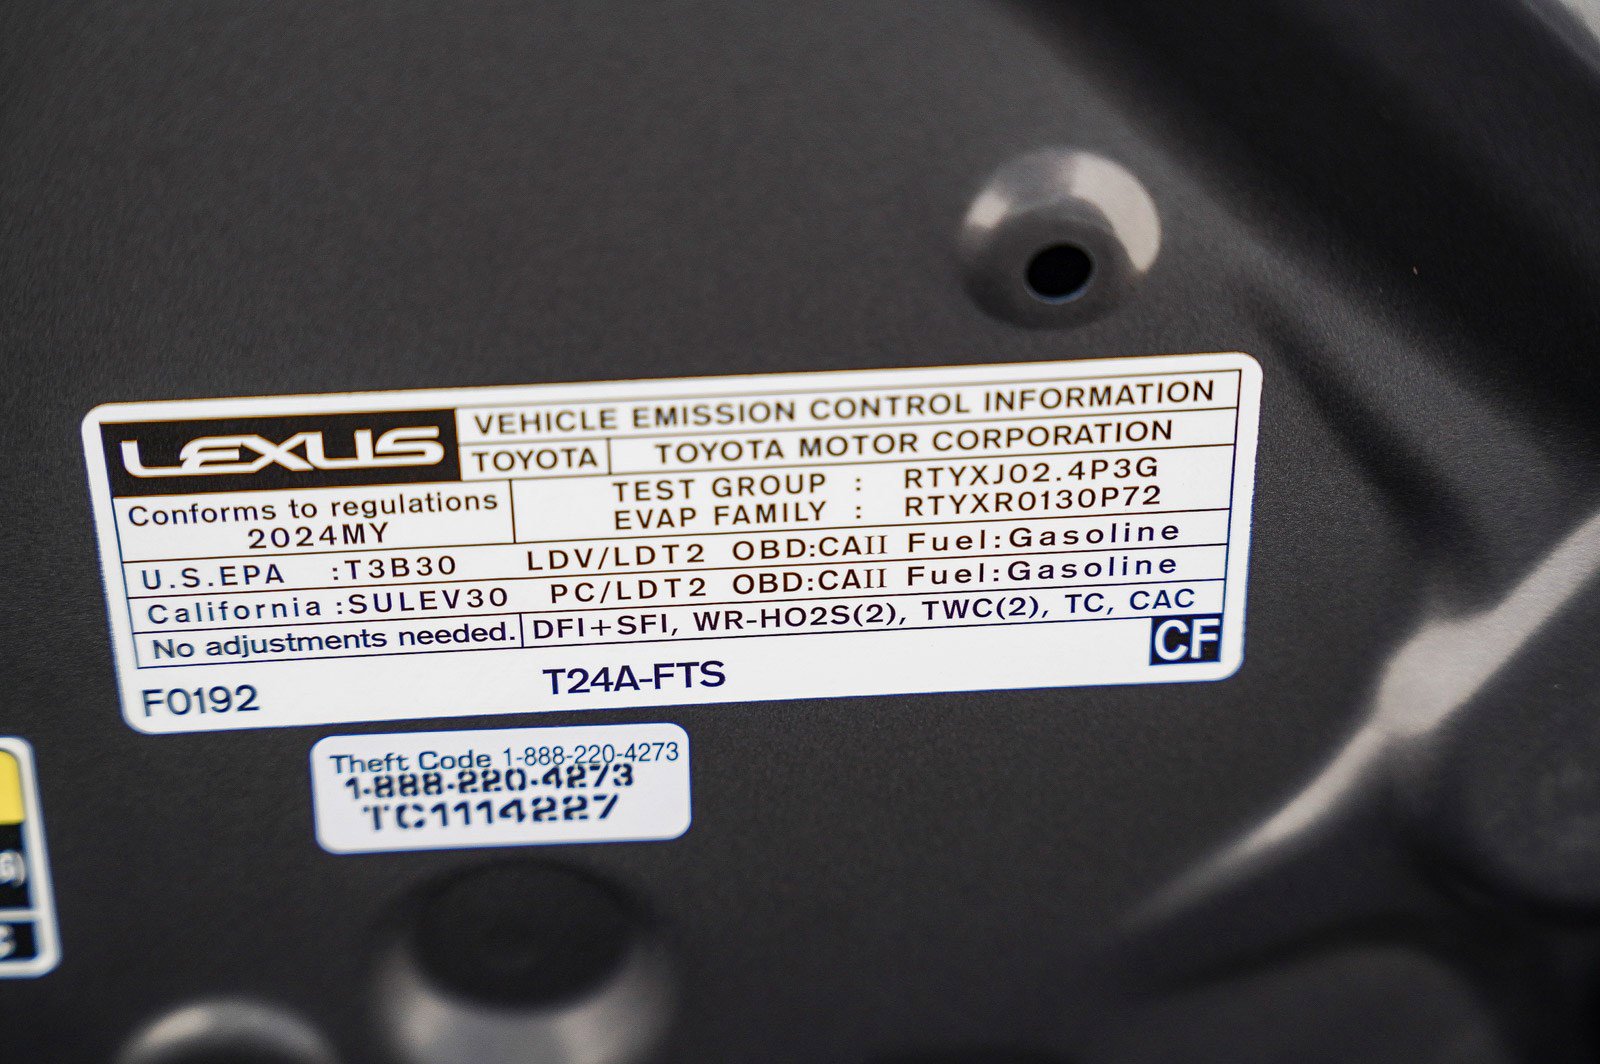 LEXUS
VEHICLE EMISSION CONTROL INFORMATION
TOYOTA TOYOTA MOTOR CORPORATION
Conforms to regulations
2024MY
TEST GROUP : RTYXJ02.4P3G
EVAP FAMILY : RTYXR0130P72
U.S.EPA :T3B30 LDV/LDT2 OBD:CAII Fuel:Gasoline
California :SULEV30 PC/LDT2 OBD:CAII Fuel:Gasoline
No adjustments needed. DFI+SFI, WR-HO2S(2), TWC(2), TC, CAC
F0192 T24A-FTS CF
Theft Code 1-888-220-4273
1-888-220-4273
TC1114227